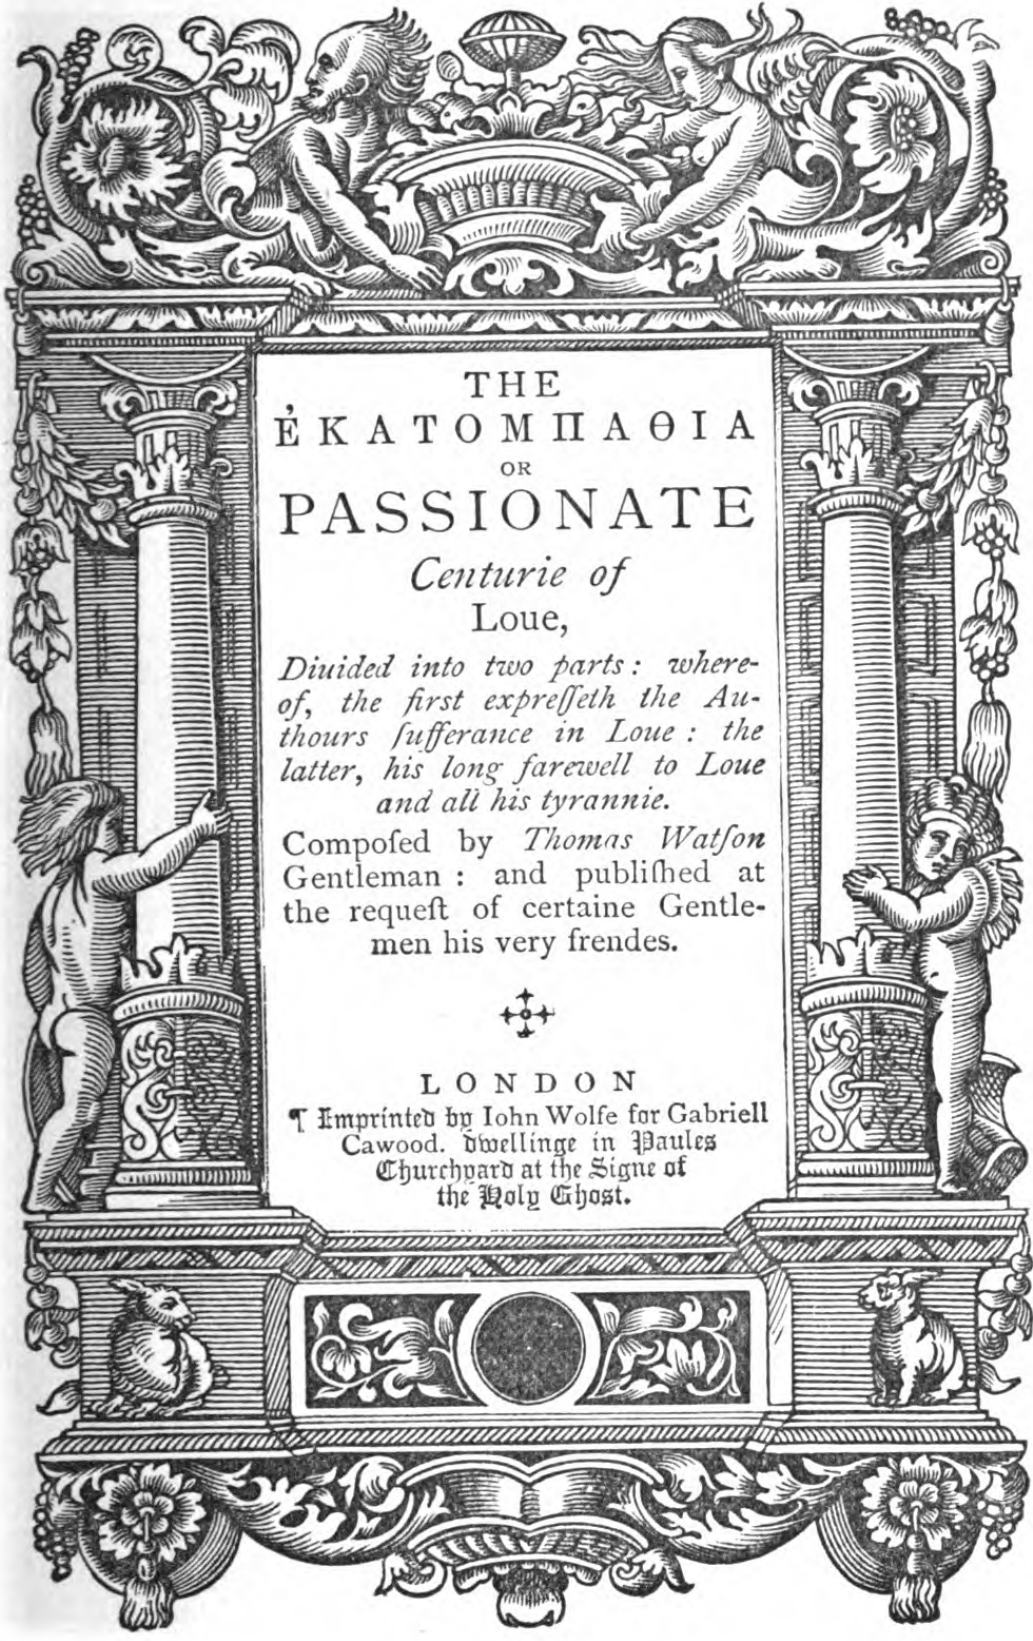 THE
ἘΚΑΤΟΜΠΑΘΙΑ
OR
PASSIONATE
Centurie of
Loue,
Diuided into two parts: where-
of, the first expreſſeth the Au-
thours ſufferance in Loue: the
latter, his long farewell to Loue
and all his tyrannie.
Compoſed by Thomas Watſon
Gentleman: and publiſhed at
the requeſt of certaine Gentle-
men his very frendes.
LONDON
¶ Imprinted by Iohn Wolfe for Gabriell
Cawood. dwellinge in Paules
Churchyard at the Signe of
the Holy Ghost.